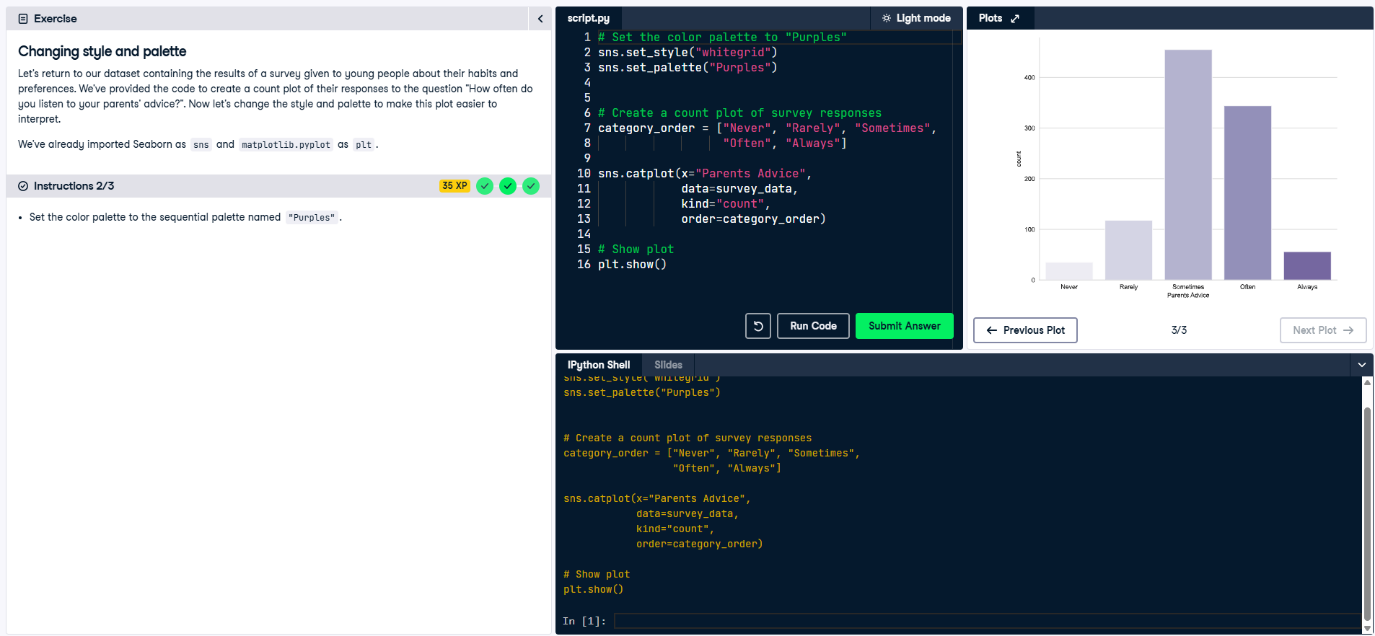 Exercise
Changing style and palette
Let's return to our dataset containing the results of a survey given to young people about their habits and
preferences. We've provided the code to create a count plot of their responses to the question "How often do
you listen to your parents' advice?". Now let's change the style and palette to make this plot easier to
interpret.
We've already imported Seaborn as sns and matplotlib.pyplot as plt.
Instructions 2/3
35 XP
• Set the color palette to the sequential palette named "Purples".
script.py
Light mode
1 # Set the color palette to "Purples"
2 sns.set_style("whitegrid")
3 sns.set_palette("Purples")
4
5
6 # Create a count plot of survey responses
7 category_order = ["Never", "Rarely", "Sometimes",
8 "Often", "Always"]
9
10 sns.catplot(x="Parents Advice",
11 data=survey_data,
12 kind="count",
13 order=category_order)
14
15 # Show plot
16 plt.show()
Run Code
Submit Answer
Plots
400
300
200
100
0
count
Never Rarely Sometimes Often Always
Parents Advice
← Previous Plot
3/3
Next Plot →
IPython Shell
Slides
sns.set_style("whitegrid")
sns.set_palette("Purples")
# Create a count plot of survey responses
category_order = ["Never", "Rarely", "Sometimes",
"Often", "Always"]
sns.catplot(x="Parents Advice",
data=survey_data,
kind="count",
order=category_order)
# Show plot
plt.show()
In [1]: